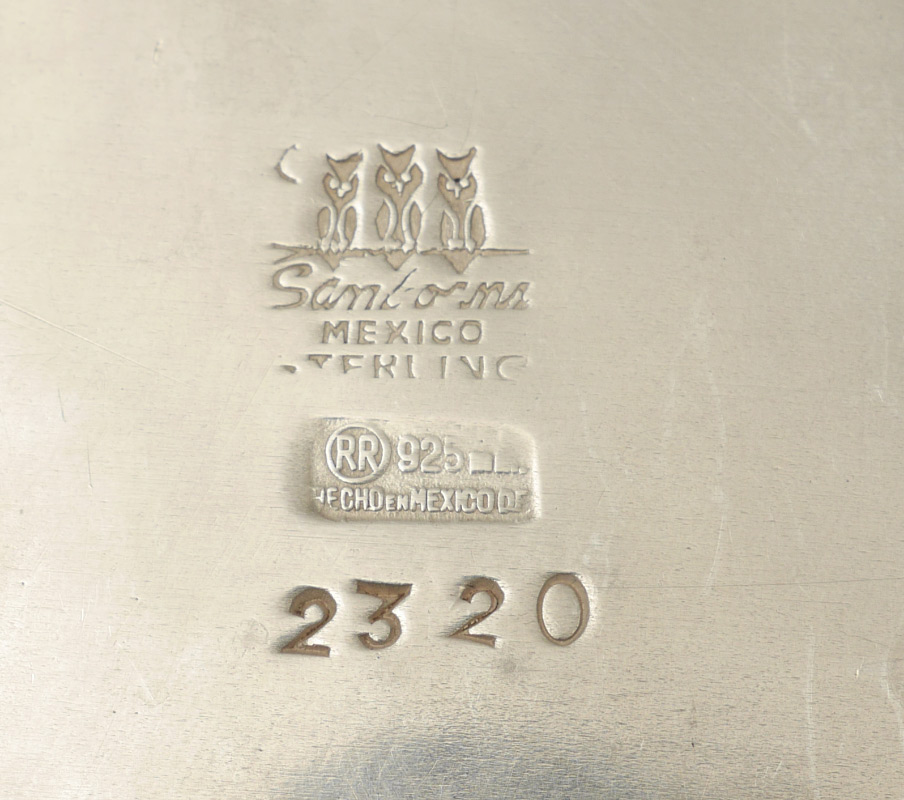 Sanborns
MEXICO
STERLING
RR 925
HECHO EN MEXICO DF
2320